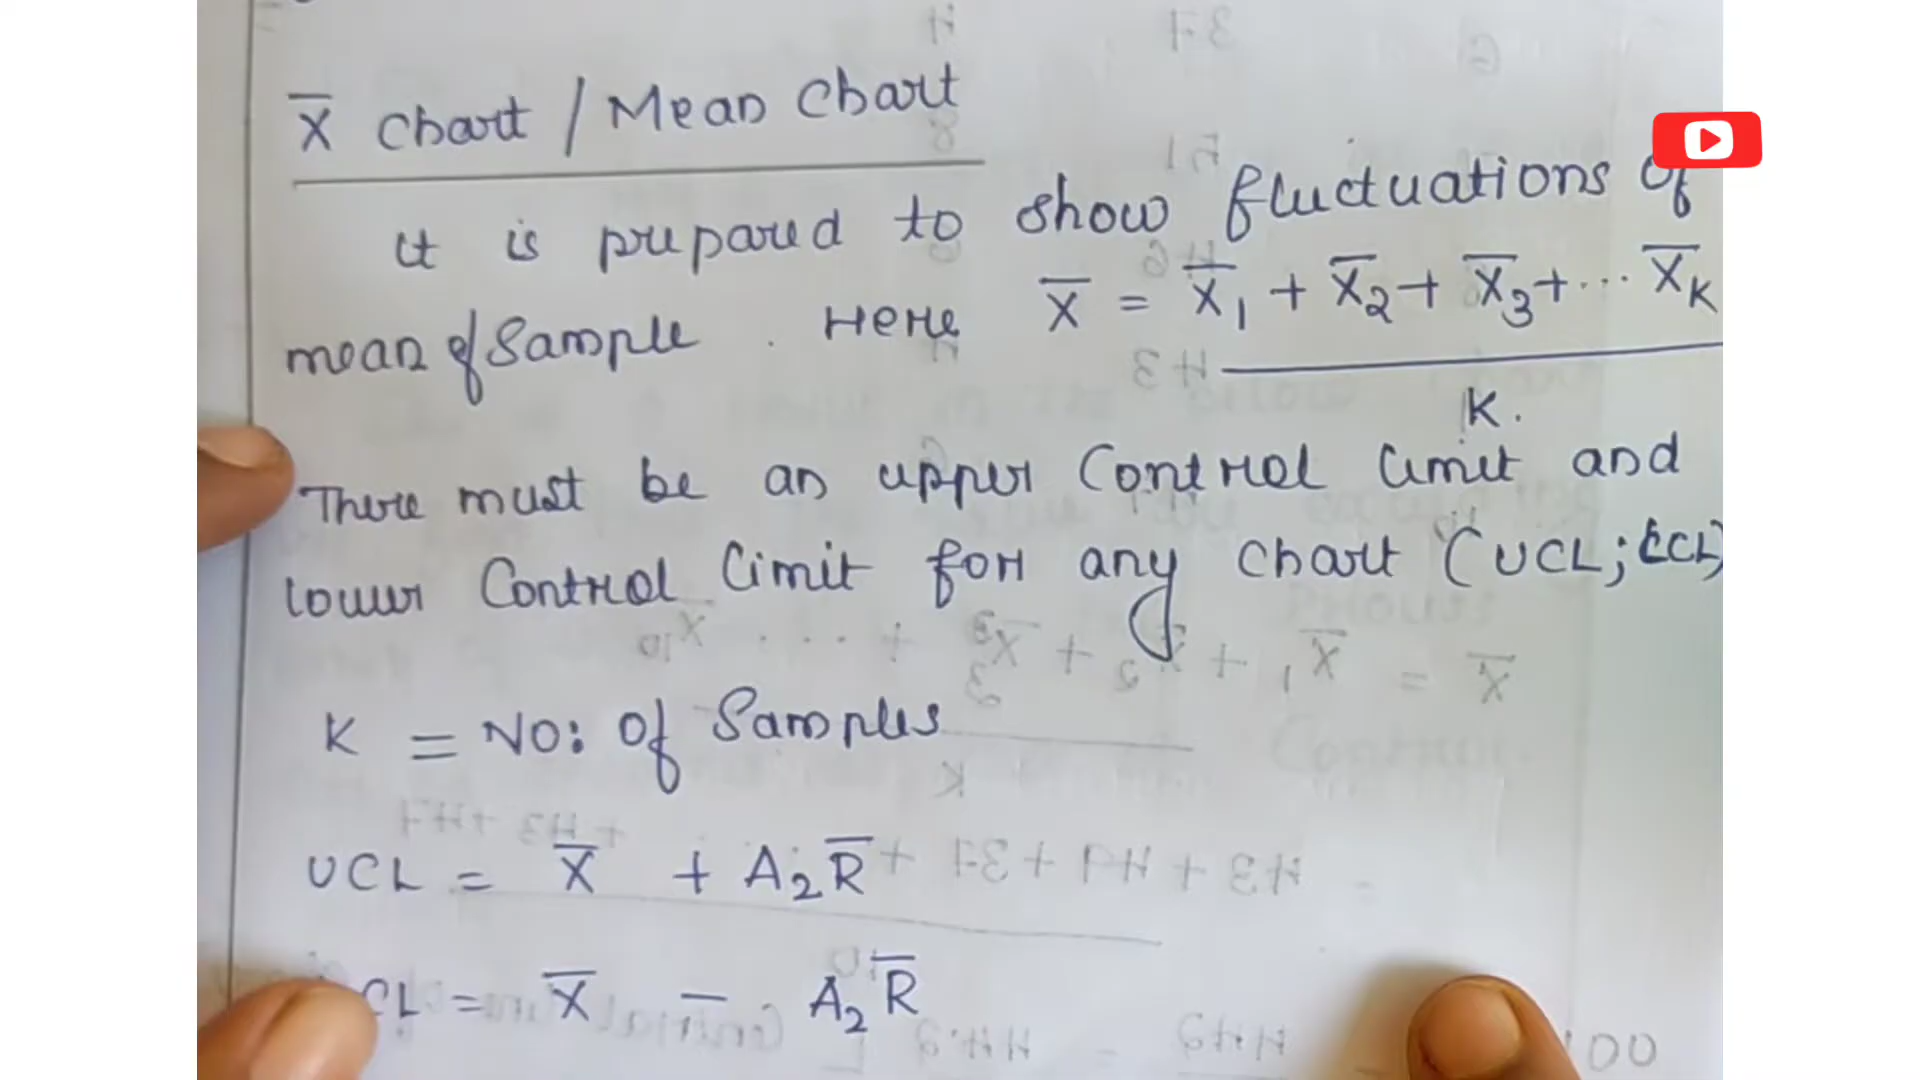 X̅ Chart / Mean Chart
It is prepared to show fluctuations of
mean of Sample . Here X̅ = X̅₁ + X̅₂ + X̅₃ + ... X̅K
K.
There must be an upper Control limit and
lower Control limit for any chart (UCL; LCL)
K = No: of Samples
UCL = X̅ + A₂R̅
CL = X̅ – A₂R̅